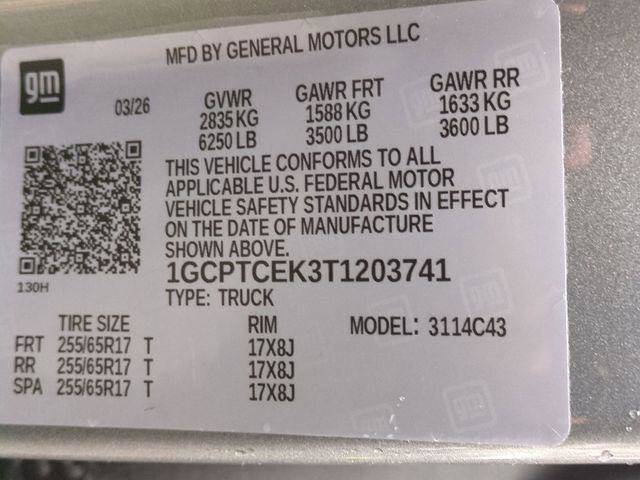 MFD BY GENERAL MOTORS LLC
gm
03/26
GVWR GAWR FRT GAWR RR
2835 KG 1588 KG 1633 KG
6250 LB 3500 LB 3600 LB
THIS VEHICLE CONFORMS TO ALL
APPLICABLE U.S. FEDERAL MOTOR
VEHICLE SAFETY STANDARDS IN EFFECT
ON THE DATE OF MANUFACTURE
SHOWN ABOVE.
130H
1GCPTCEK3T1203741
TYPE: TRUCK
TIRE SIZE RIM MODEL: 3114C43
FRT 255/65R17 T 17X8J
RR 255/65R17 T 17X8J
SPA 255/65R17 T 17X8J